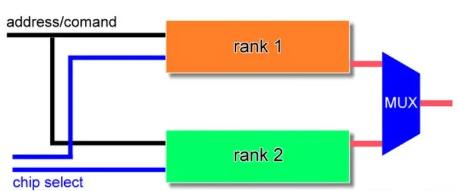 address/comand
rank 1
MUX
rank 2
chip select